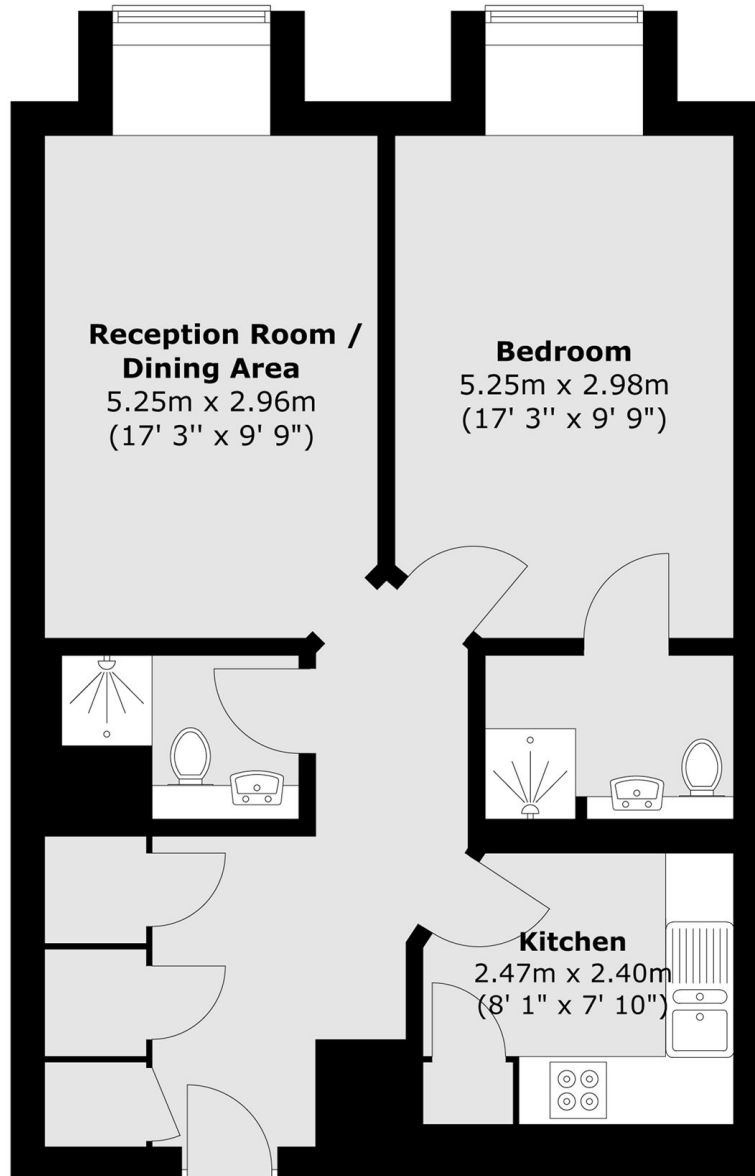 Reception Room /
Dining Area
5.25m x 2.96m
(17' 3'' x 9' 9")
Bedroom
5.25m x 2.98m
(17' 3'' x 9' 9")
Kitchen
2.47m x 2.40m
(8' 1" x 7' 10")